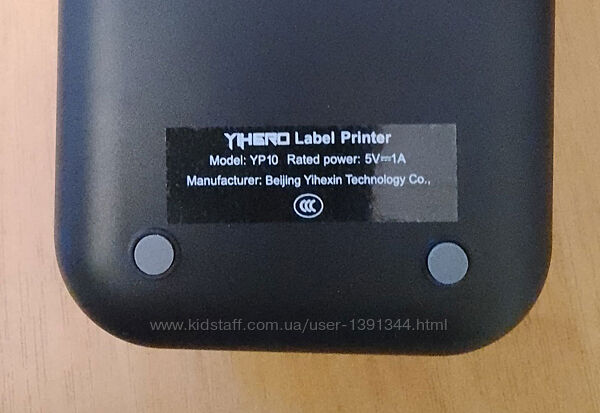 YIHERO Label Printer
Model: YP10 Rated power: 5V⎓1A
Manufacturer: Beijing Yihexin Technology Co.,
CCC
www.kidstaff.com.ua/user-1391344.html